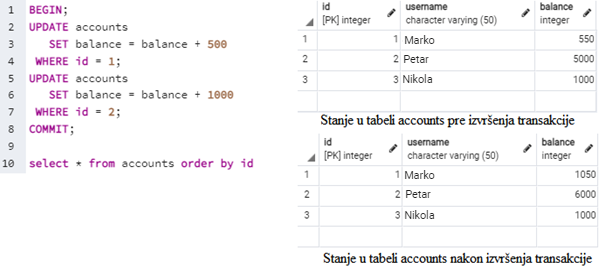 1 BEGIN;
2 UPDATE accounts
3 SET balance = balance + 500
4 WHERE id = 1;
5 UPDATE accounts
6 SET balance = balance + 1000
7 WHERE id = 2;
8 COMMIT;
9
10 select * from accounts order by id
id username balance
[PK] integer character varying (50) integer
1 1 Marko 550
2 2 Petar 5000
3 3 Nikola 1000
Stanje u tabeli accounts pre izvršenja transakcije
id username balance
[PK] integer character varying (50) integer
1 1 Marko 1050
2 2 Petar 6000
3 3 Nikola 1000
Stanje u tabeli accounts nakon izvršenja transakcije